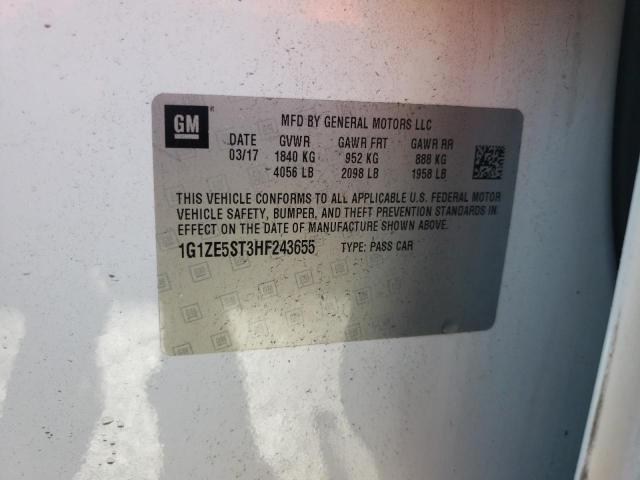 GM
MFD BY GENERAL MOTORS LLC
DATE GVWR GAWR FRT GAWR RR
03/17 1840 KG 952 KG 888 KG
4056 LB 2098 LB 1958 LB
THIS VEHICLE CONFORMS TO ALL APPLICABLE U.S. FEDERAL MOTOR
VEHICLE SAFETY, BUMPER, AND THEFT PREVENTION STANDARDS IN
EFFECT ON THE DATE OF MANUFACTURE SHOWN ABOVE.
1G1ZE5ST3HF243655 TYPE: PASS CAR